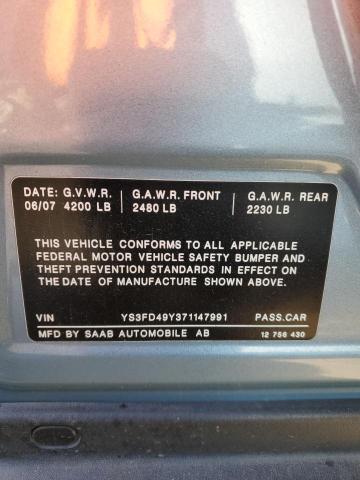 DATE: G.V.W.R. G.A.W.R. FRONT G.A.W.R. REAR
06/07 4200 LB 2480 LB 2230 LB
THIS VEHICLE CONFORMS TO ALL APPLICABLE
FEDERAL MOTOR VEHICLE SAFETY BUMPER AND
THEFT PREVENTION STANDARDS IN EFFECT ON
THE DATE OF MANUFACTURE SHOWN ABOVE.
VIN YS3FD49Y371147991 PASS.CAR
MFD BY SAAB AUTOMOBILE AB 12 756 430